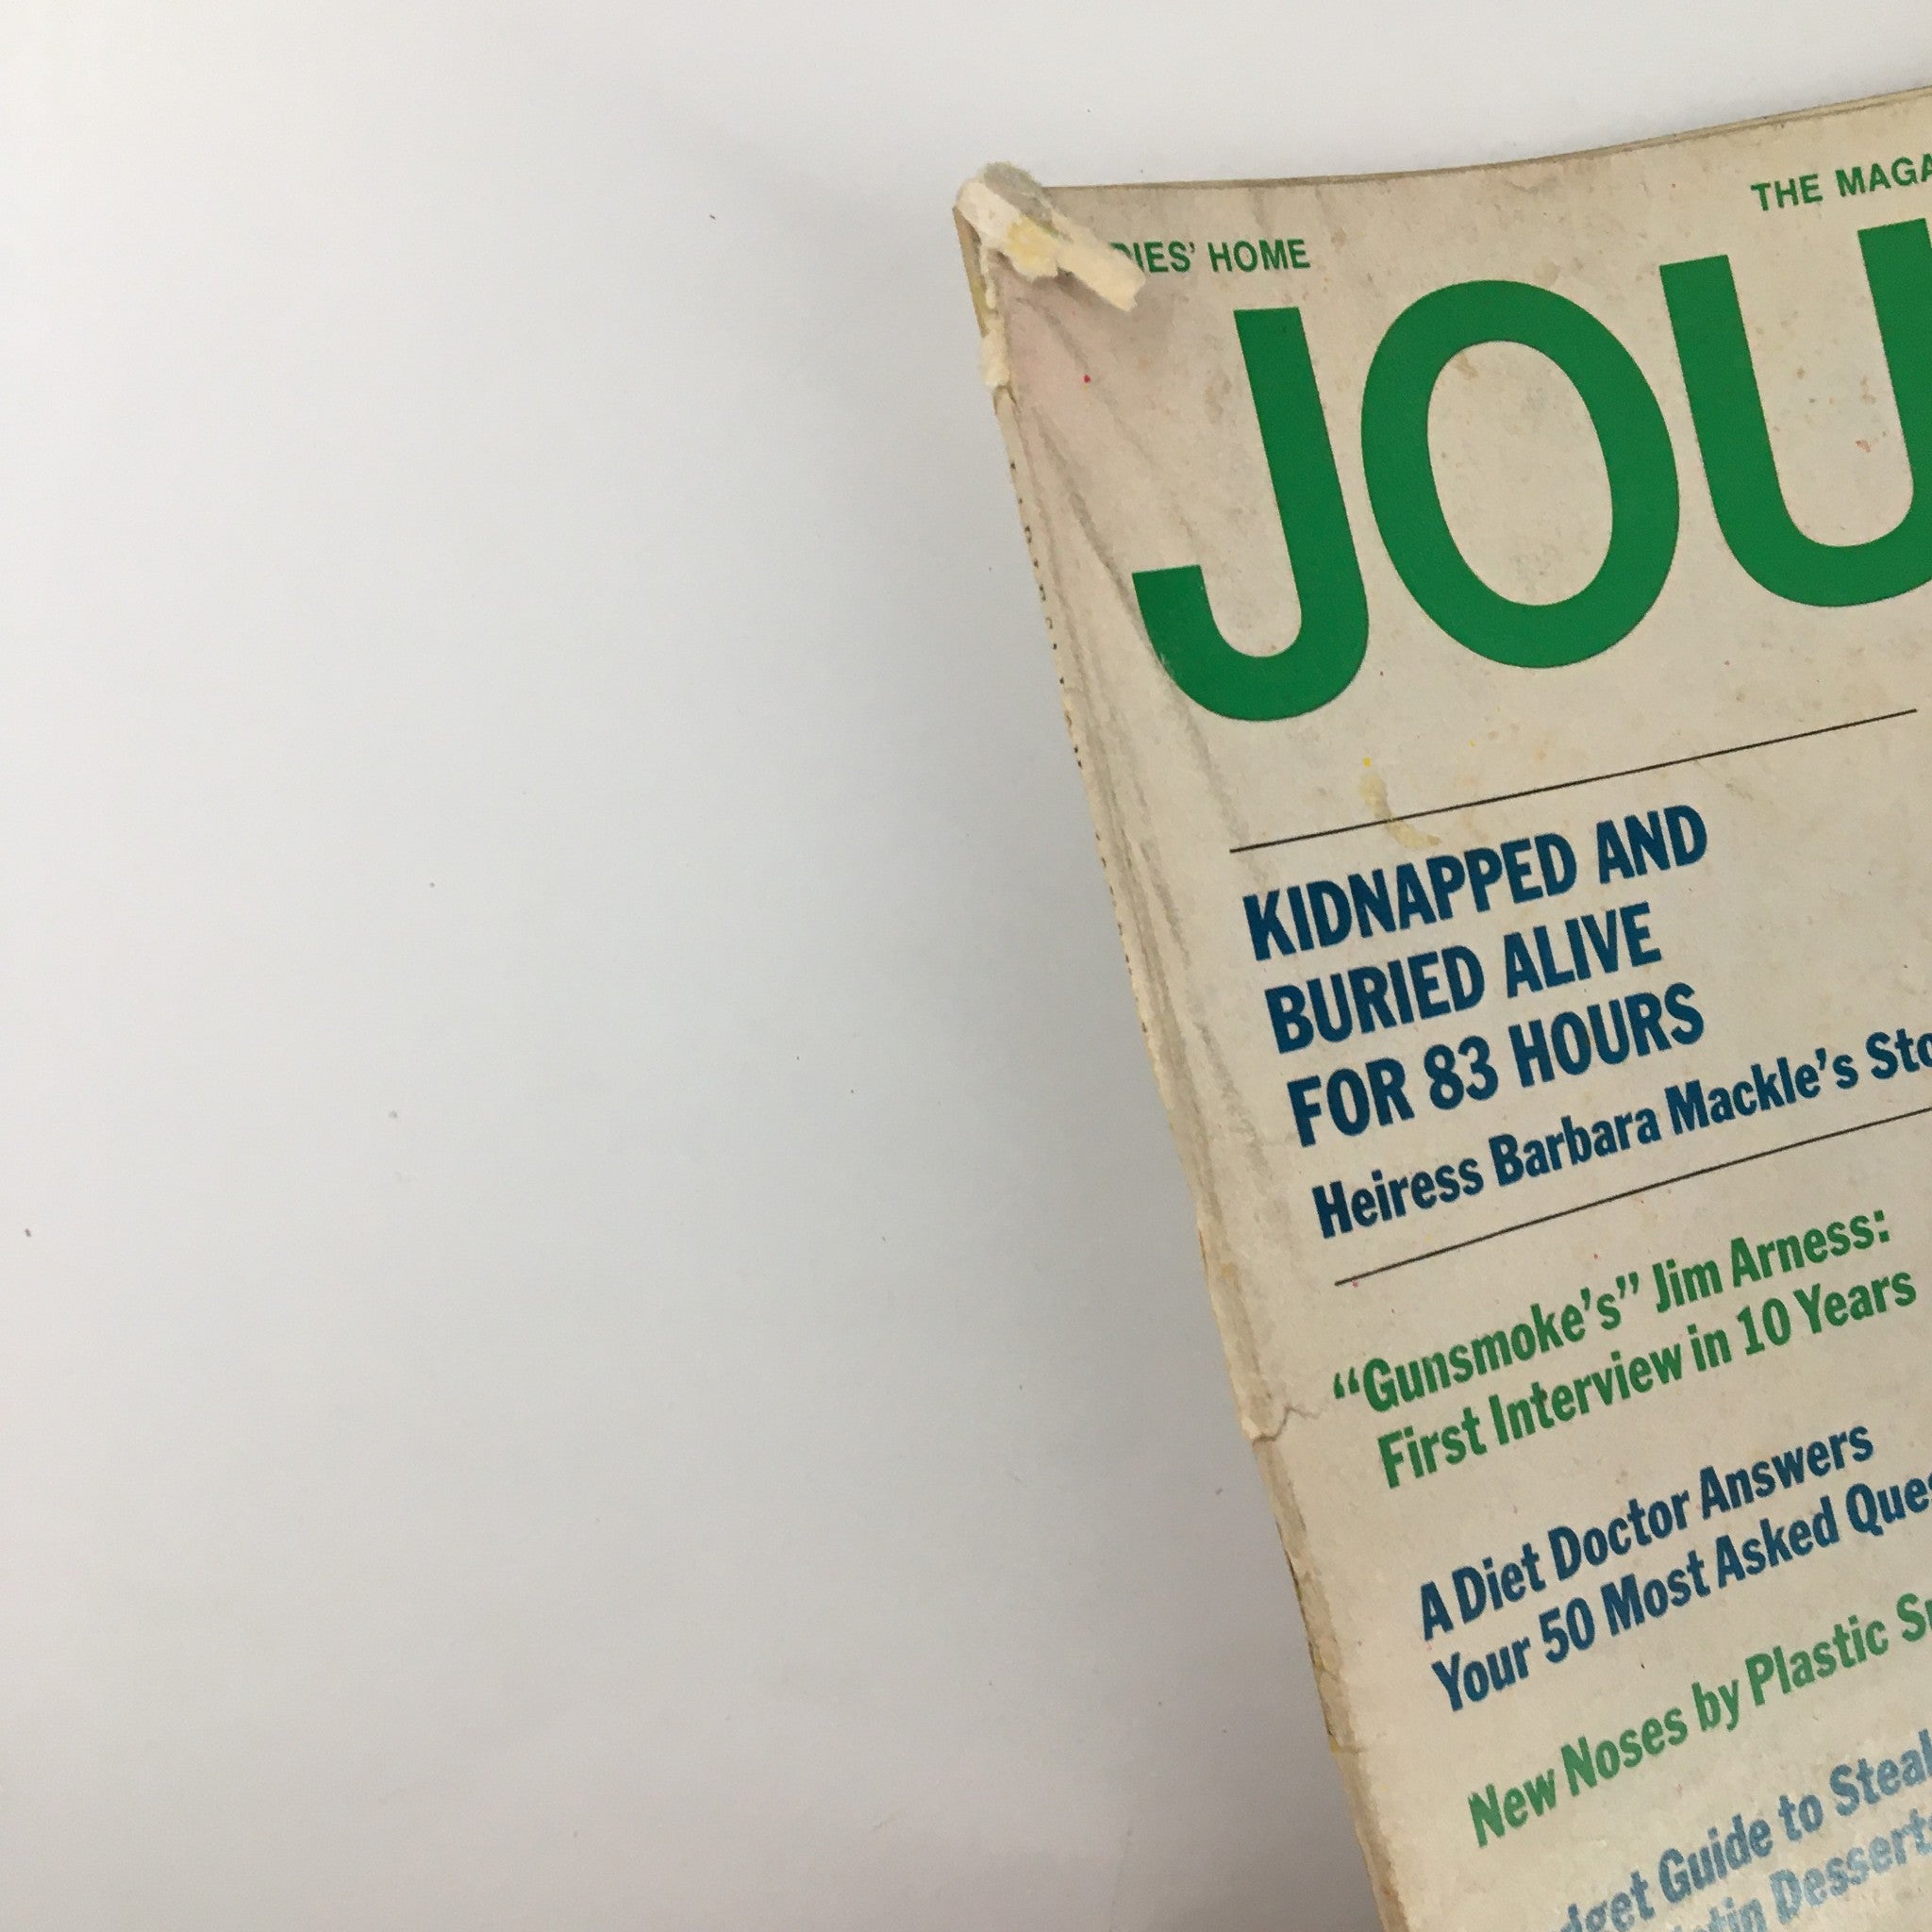 DIES' HOME
THE MAGA
JOU
KIDNAPPED AND
BURIED ALIVE
FOR 83 HOURS
Heiress Barbara Mackle's Sto
"Gunsmoke's" Jim Arness:
First Interview in 10 Years
A Diet Doctor Answers
Your 50 Most Asked Ques
New Noses by Plastic Su
dget Guide to Steak
Desserts